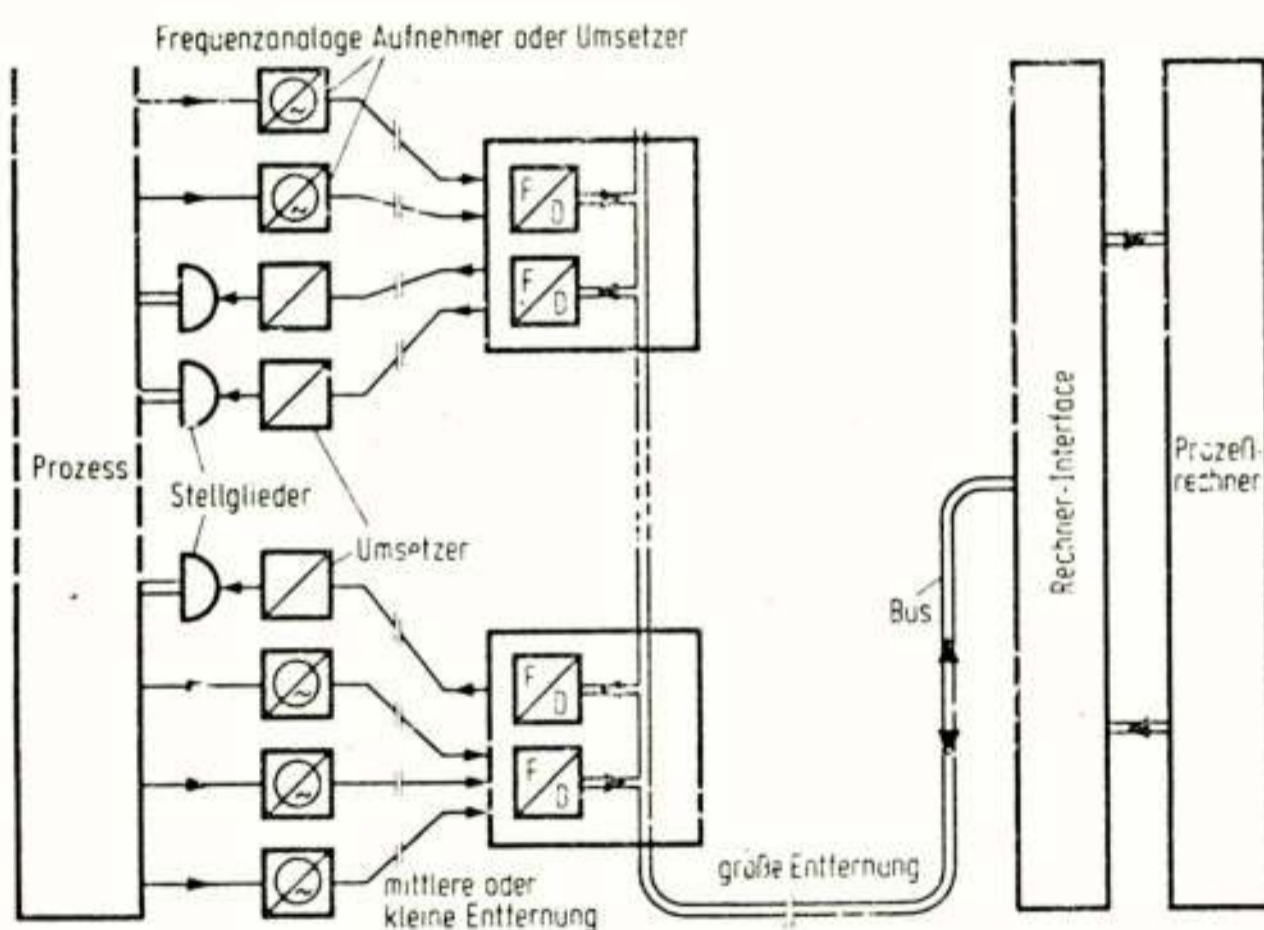 Frequenzanaloge Aufnehmer oder Umsetzer
F
D
F
D
Prozess
Stellglieder
Umsetzer
Rechner-Interface
Prozeß-
rechner
Bus
F
D
F
D
große Entfernung
mittlere oder
kleine Entfernung